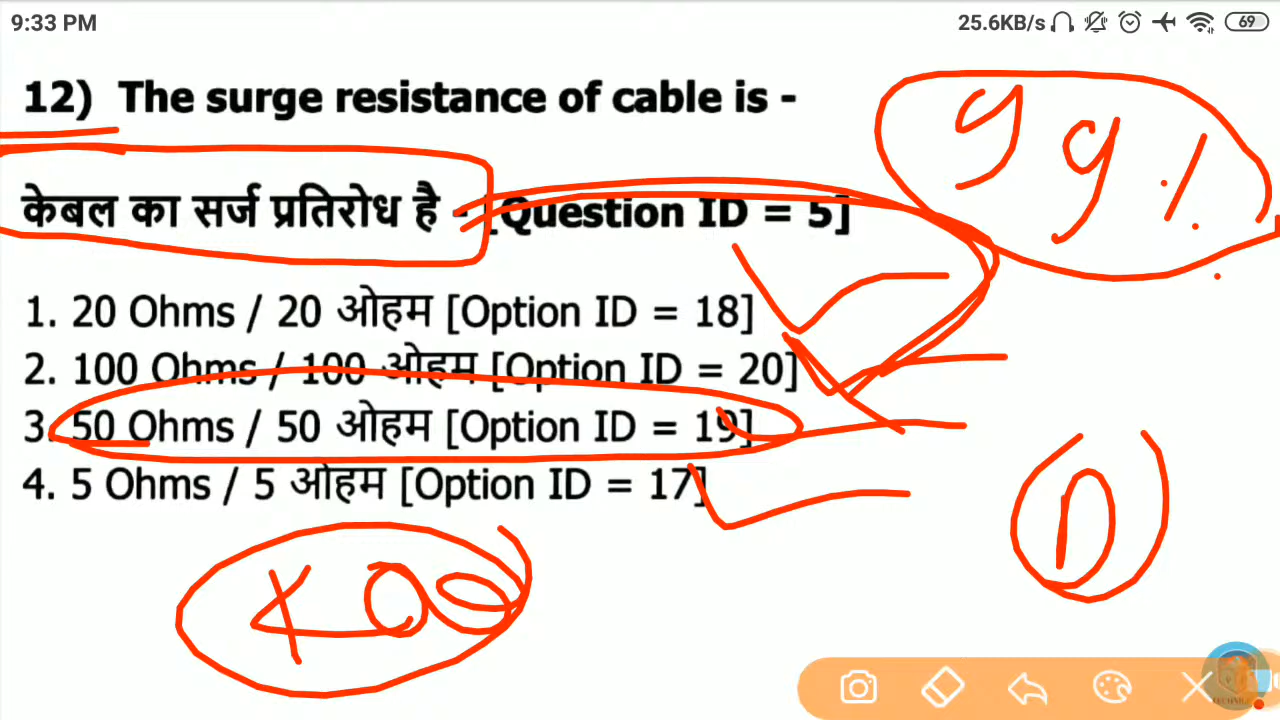 9:33 PM 25.6KB/s 69
12) The surge resistance of cable is -
99%
केबल का सर्ज प्रतिरोध है - [Question ID = 5]
1. 20 Ohms / 20 ओहम [Option ID = 18]
2. 100 Ohms / 100 ओहम [Option ID = 20]
3. 50 Ohms / 50 ओहम [Option ID = 19]
4. 5 Ohms / 5 ओहम [Option ID = 17]